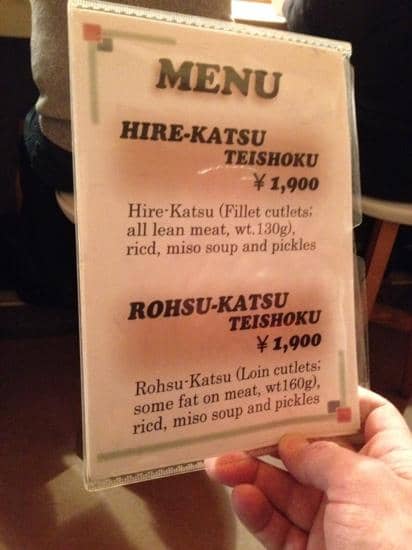 MENU
HIRE-KATSU
TEISHOKU
¥1,900
Hire-Katsu (Fillet cutlets;
all lean meat, wt.130g),
ricd, miso soup and pickles
ROHSU-KATSU
TEISHOKU
¥1,900
Rohsu-Katsu (Loin cutlets;
some fat on meat, wt160g),
ricd, miso soup and pickles